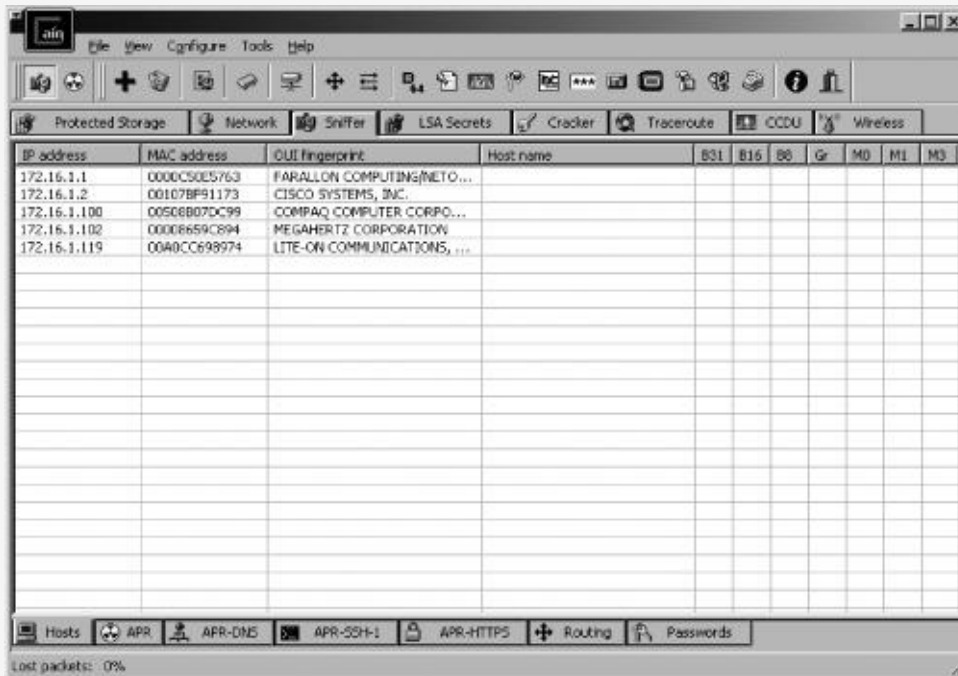 ain
File View Configure Tools Help
Protected Storage Network Sniffer LSA Secrets Cracker Traceroute CCDU Wireless
IP address MAC address OUI fingerprint Host name B31 B16 B8 Gr M0 M1 M3
172.16.1.1 0000C50E5763 FARALLON COMPUTING/NETO...
172.16.1.2 00107BF91173 CISCO SYSTEMS, INC.
172.16.1.100 00508B07DC99 COMPAQ COMPUTER CORPO...
172.16.1.102 00008659C894 MEGAHERTZ CORPORATION
172.16.1.119 00A0CC698974 LITE-ON COMMUNICATIONS, ...
Hosts APR APR-DNS APR-SSH-1 APR-HTTPS Routing Passwords
Lost packets: 0%